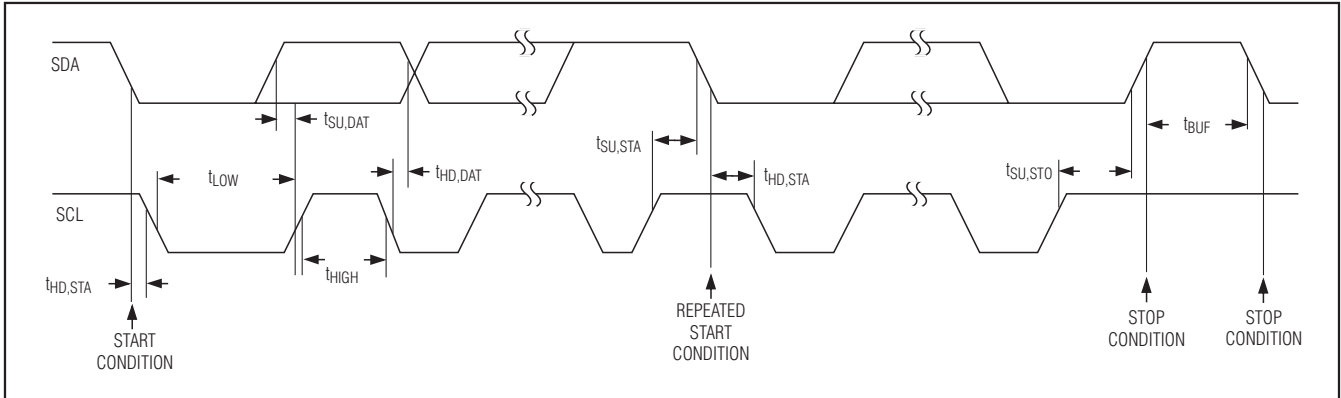 SDA
tSU,DAT
tSU,STA
tBUF
tLOW
tHD,DAT
tHD,STA
tSU,STO
SCL
tHD,STA
tHIGH
START
CONDITION
REPEATED
START
CONDITION
STOP
CONDITION
STOP
CONDITION